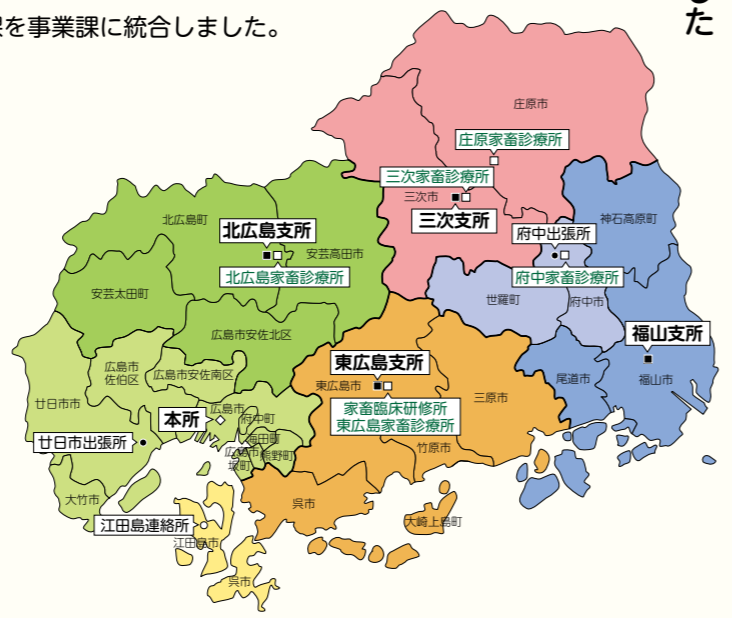 した
課を事業課に統合しました。
庄原市
庄原家畜診療所
三次家畜診療所
三次市
三次支所
神石高原町
府中出張所
府中家畜診療所
府中市
世羅町
北広島町
北広島支所
安芸高田市
北広島家畜診療所
安芸太田町
広島市安佐北区
福山支所
福山市
尾道市
東広島支所
東広島市
家畜臨床研修所
東広島家畜診療所
三原市
竹原市
広島市
佐伯区
広島市安佐南区
廿日市市
本所
広島市
府中町
海田町
広島市
熊野町
坂町
廿日市出張所
大竹市
呉市
大崎上島町
江田島連絡所
江田島市
呉市